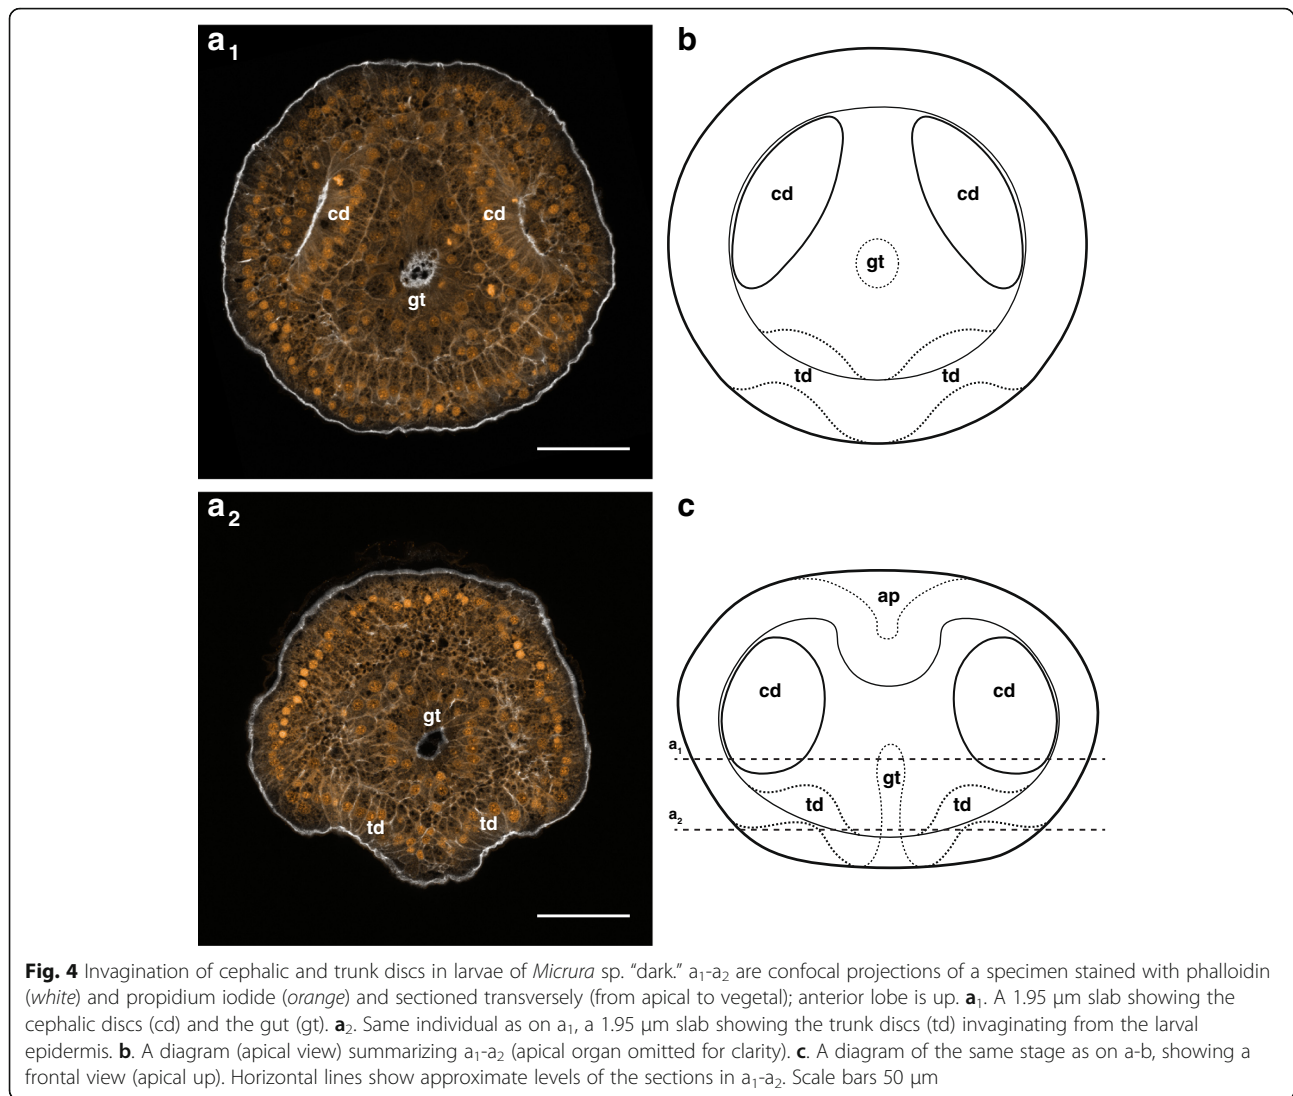 a1
b
cd
cd
cd
cd
gt
gt
td
td
a2
c
ap
cd
cd
a1
gt
gt
td
td
a2
td
td
Fig. 4 Invagination of cephalic and trunk discs in larvae of Micrura sp. “dark.” a1-a2 are confocal projections of a specimen stained with phalloidin
(white) and propidium iodide (orange) and sectioned transversely (from apical to vegetal); anterior lobe is up. a1. A 1.95 μm slab showing the
cephalic discs (cd) and the gut (gt). a2. Same individual as on a1, a 1.95 μm slab showing the trunk discs (td) invaginating from the larval
epidermis. b. A diagram (apical view) summarizing a1-a2 (apical organ omitted for clarity). c. A diagram of the same stage as on a-b, showing a
frontal view (apical up). Horizontal lines show approximate levels of the sections in a1-a2. Scale bars 50 μm